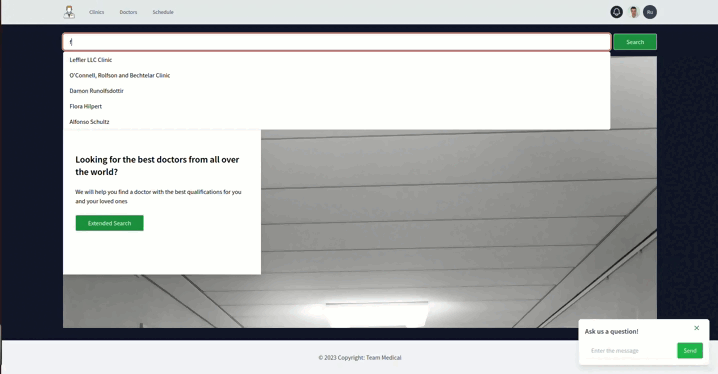 Clinics Doctors Schedule Ru
f
Search
Leffler LLC Clinic
O'Connell, Rolfson and Bechtelar Clinic
Damon Runolfsdottir
Flora Hilpert
Alfonso Schultz
Looking for the best doctors from all over
the world?
We will help you find a doctor with the best qualifications for you
and your loved ones
Extended Search
Ask us a question!
Enter the message
Send
© 2023 Copyright: Team Medical